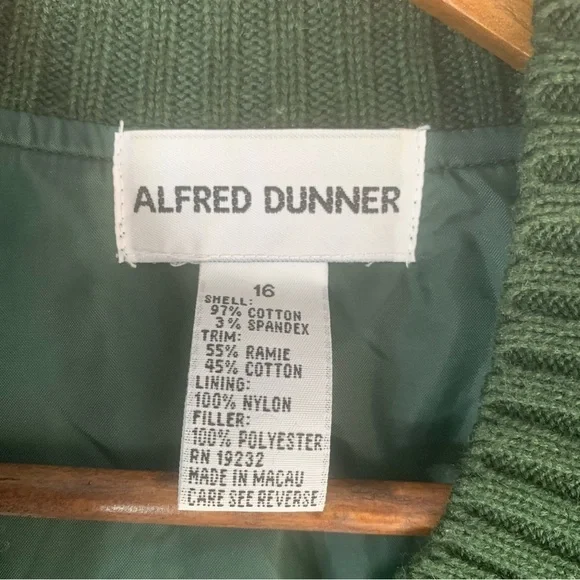 ALFRED DUNNER
16
SHELL:
97% COTTON
3% SPANDEX
TRIM:
55% RAMIE
45% COTTON
LINING:
100% NYLON
FILLER:
100% POLYESTER
RN 19232
MADE IN MACAU
CARE SEE REVERSE